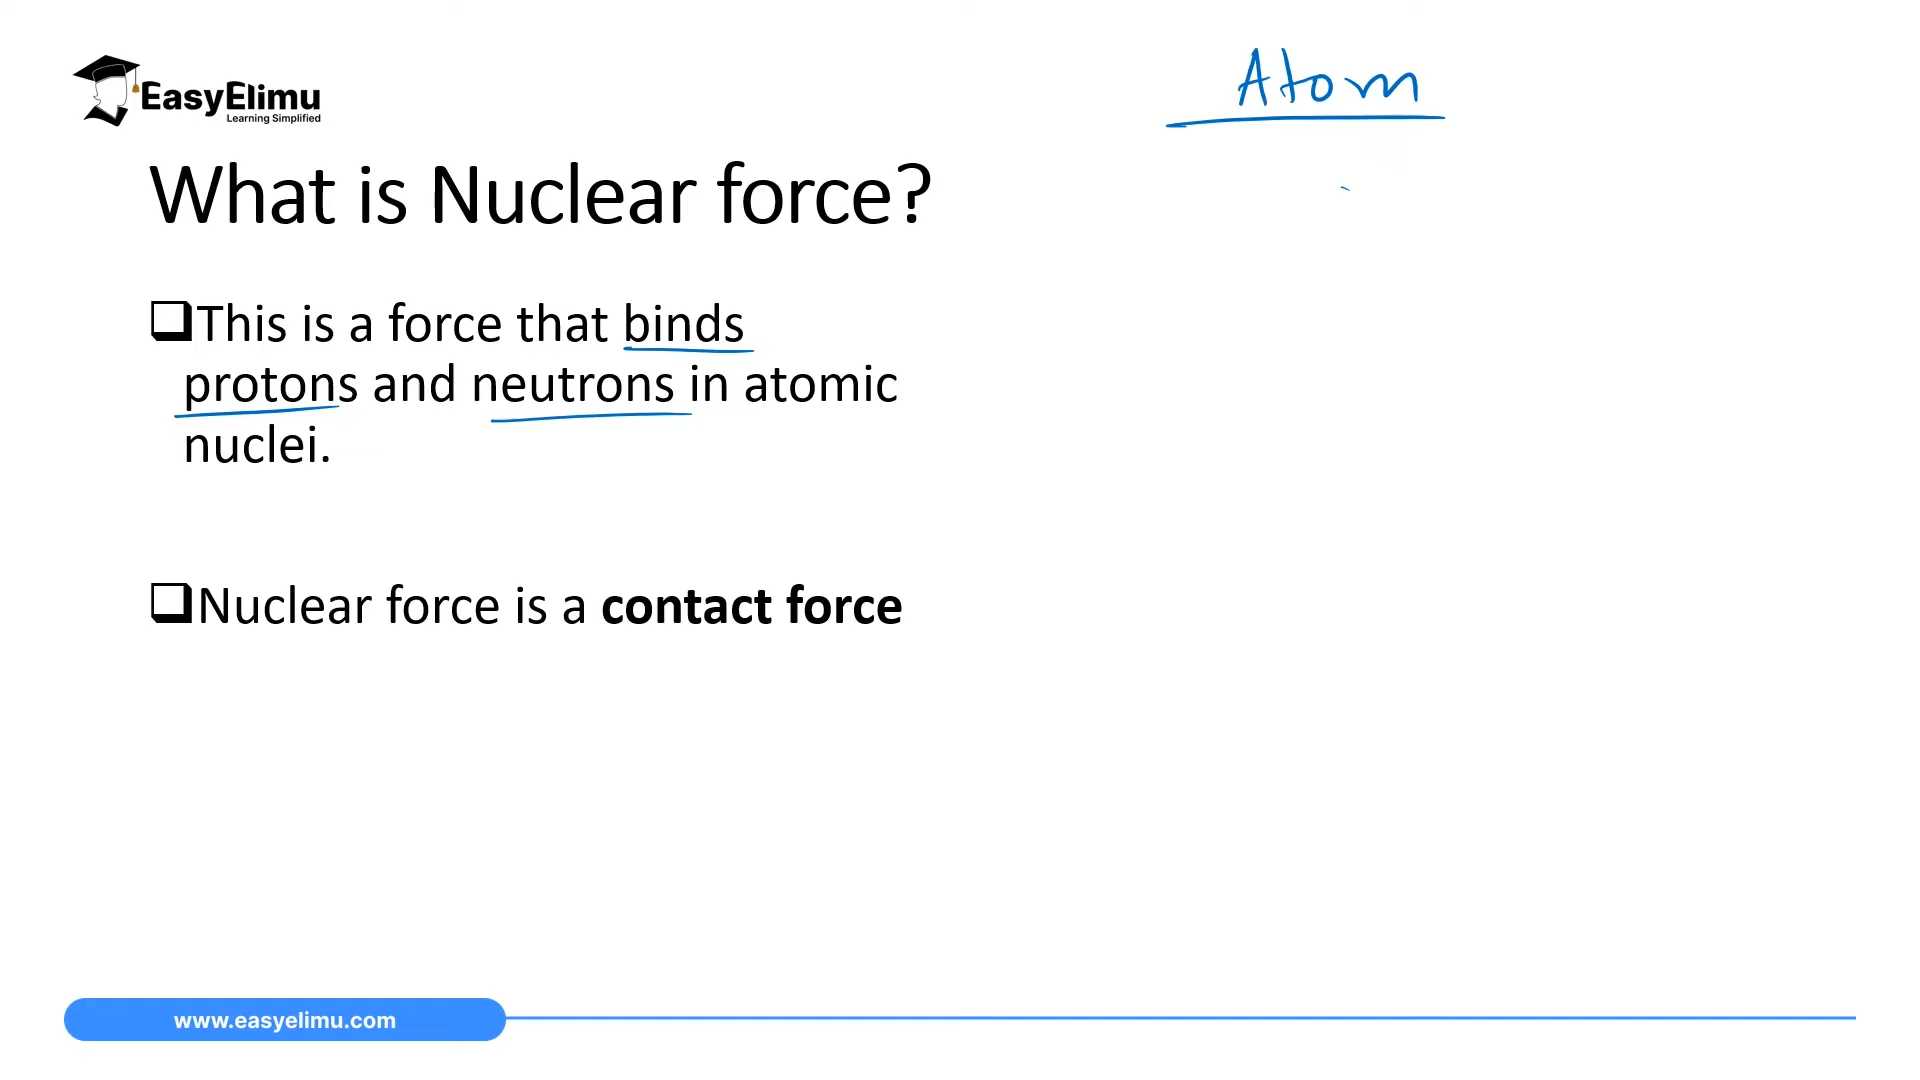 EasyElimu
Learning Simplified
Atom
What is Nuclear force?
❑This is a force that binds
protons and neutrons in atomic
nuclei.
❑Nuclear force is a contact force
www.easyelimu.com